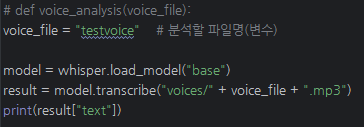 # def voice_analysis(voice_file):
voice_file = "testvoice" # 분석할 파일명(변수)
model = whisper.load_model("base")
result = model.transcribe("voices/" + voice_file + ".mp3")
print(result["text"])